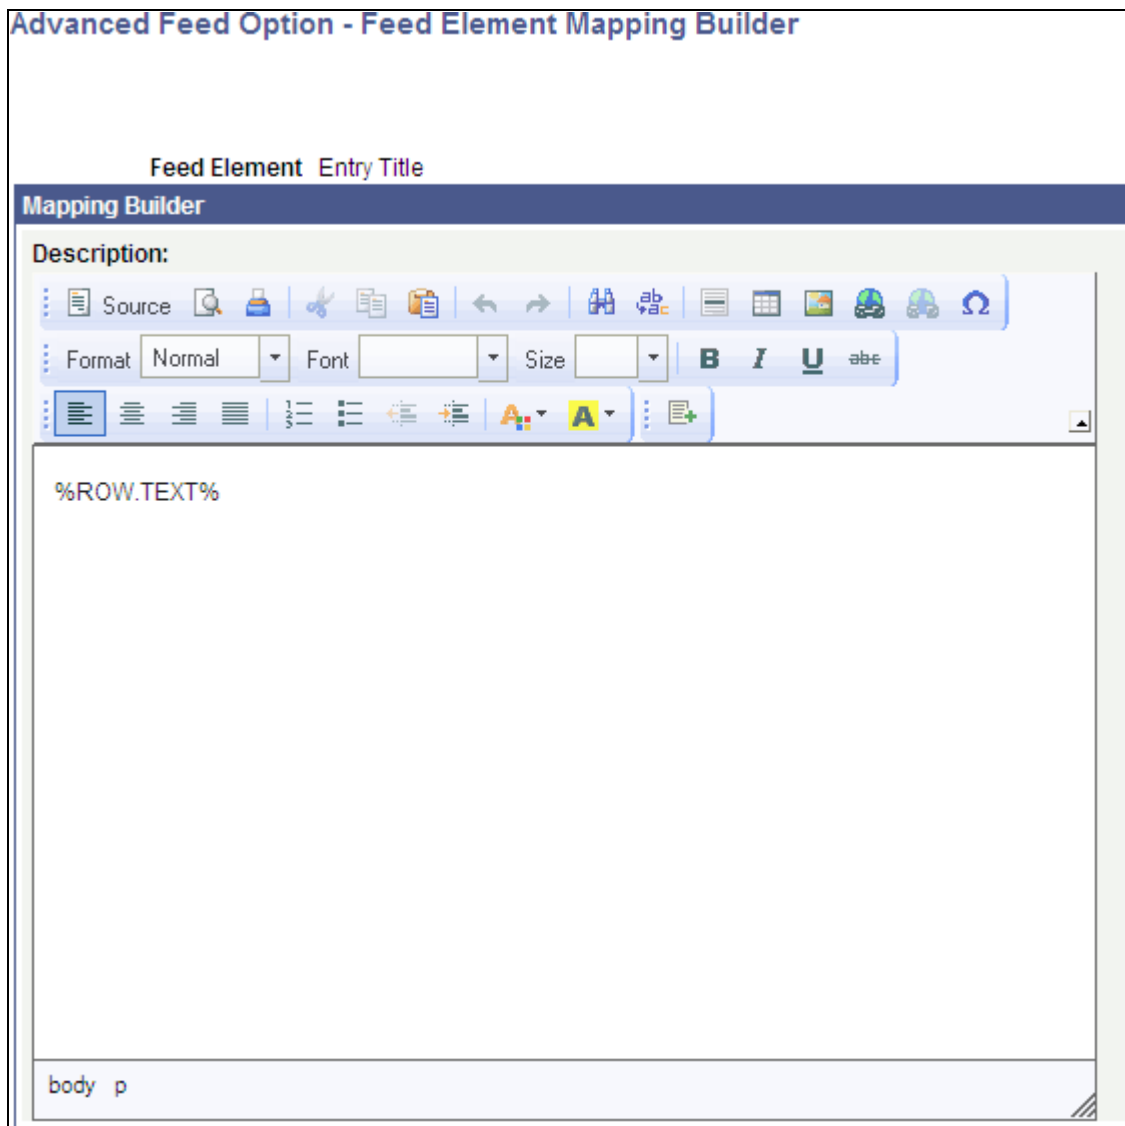 Advanced Feed Option - Feed Element Mapping Builder
Feed Element Entry Title
Mapping Builder
Description:
Source
Format Normal Font Size B I U abc
A A
%ROW.TEXT%
body p